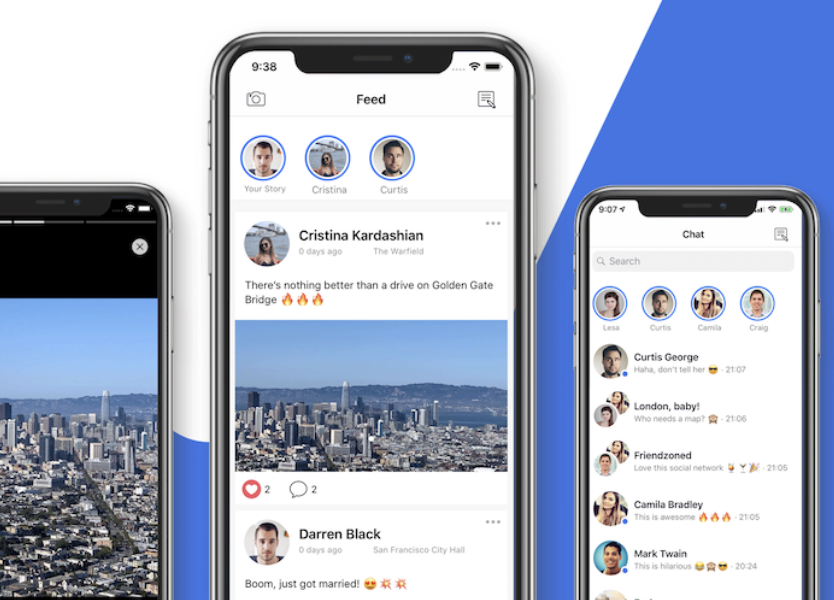 9:38
Feed
Your Story
Cristina
Curtis
Cristina Kardashian
0 days ago
The Warfield
There's nothing better than a drive on Golden Gate
Bridge 🔥🔥🔥
2
2
Darren Black
0 days ago
San Francisco City Hall
Boom, just got married! 😍 💥 💥
9:07
Chat
Search
Lesa
Curtis
Camila
Craig
Curtis George
Haha, don't tell her 😎 · 21:07
London, baby!
Who needs a map? 🙈 · 21:06
Friendzoned
Love this social network 🍹 🍸 🎉 · 21:05
Camila Bradley
This is awesome 🔥🔥🔥 · 21:05
Mark Twain
This is hilarious 😂🙈😎 · 20:24